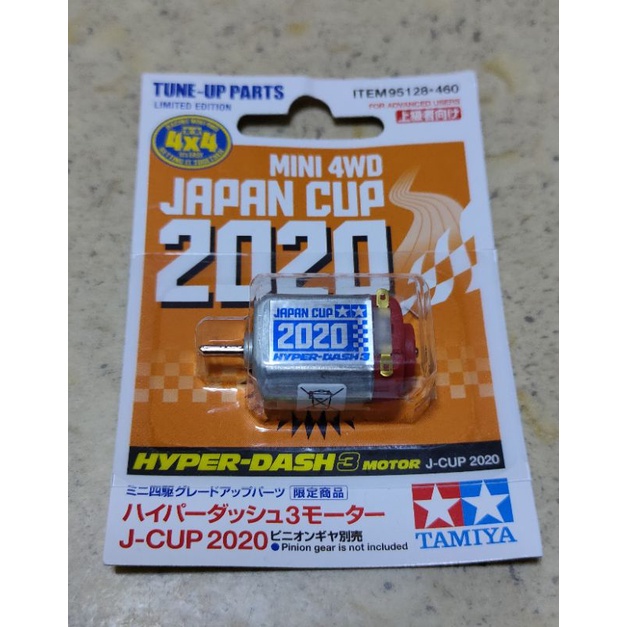 TUNE-UP PARTS
LIMITED EDITION
ITEM 95128·460
FOR ADVANCED USERS
上級者向け
4x4
MINI 4WD
JAPAN CUP
2020
JAPAN CUP
2020
HYPER-DASH 3
HYPER-DASH 3 MOTOR J-CUP 2020
ミニ四駆グレードアップパーツ 限定商品
ハイパーダッシュ3モーター
J-CUP 2020 ピニオンギヤ別売
●Pinion gear is not included
TAMIYA